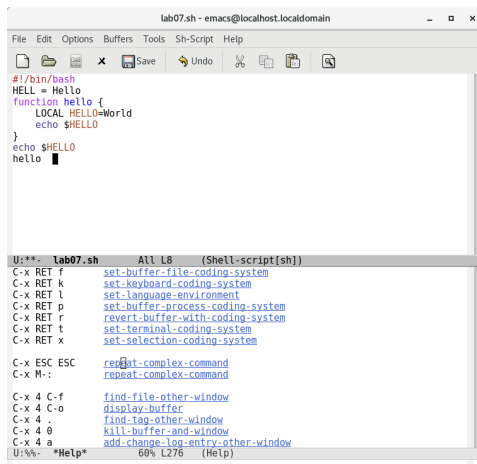 lab07.sh - emacs@localhost.localdomain
File Edit Options Buffers Tools Sh-Script Help
Save Undo
#!/bin/bash
HELL = Hello
function hello {
    LOCAL HELLO=World
    echo $HELLO
}
echo $HELLO
hello
U:**-  lab07.sh       All L8     (Shell-script[sh])
C-x RET f       set-buffer-file-coding-system
C-x RET k       set-keyboard-coding-system
C-x RET l       set-language-environment
C-x RET p       set-buffer-process-coding-system
C-x RET r       revert-buffer-with-coding-system
C-x RET t       set-terminal-coding-system
C-x RET x       set-selection-coding-system
C-x ESC ESC     repeat-complex-command
C-x M-:         repeat-complex-command
C-x 4 C-f       find-file-other-window
C-x 4 C-o       display-buffer
C-x 4 .         find-tag-other-window
C-x 4 0         kill-buffer-and-window
C-x 4 a         add-change-log-entry-other-window
U:%%-  *Help*         60% L276   (Help)